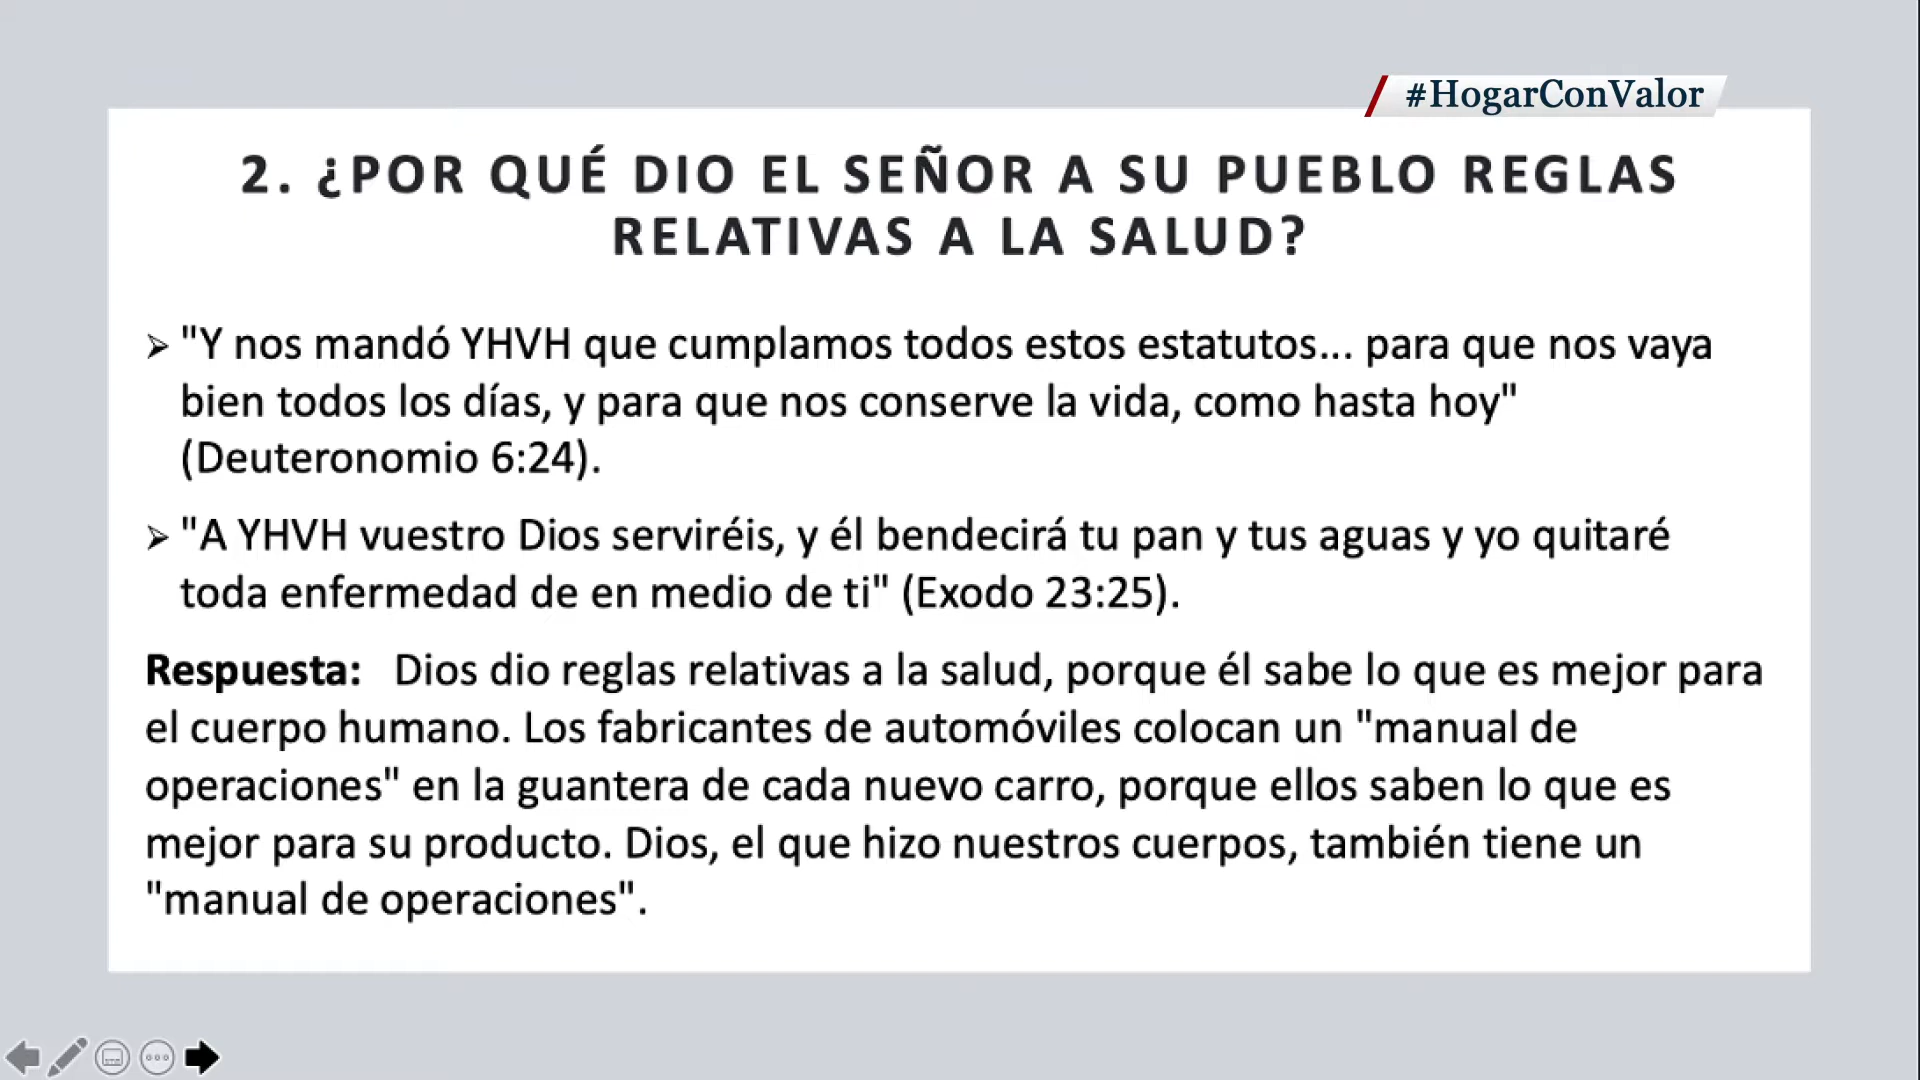 #HogarConValor
2. ¿POR QUÉ DIO EL SEÑOR A SU PUEBLO REGLAS
RELATIVAS A LA SALUD?
➢ "Y nos mandó YHVH que cumplamos todos estos estatutos... para que nos vaya
bien todos los días, y para que nos conserve la vida, como hasta hoy"
(Deuteronomio 6:24).
➢ "A YHVH vuestro Dios serviréis, y él bendecirá tu pan y tus aguas y yo quitaré
toda enfermedad de en medio de ti" (Exodo 23:25).
Respuesta: Dios dio reglas relativas a la salud, porque él sabe lo que es mejor para
el cuerpo humano. Los fabricantes de automóviles colocan un "manual de
operaciones" en la guantera de cada nuevo carro, porque ellos saben lo que es
mejor para su producto. Dios, el que hizo nuestros cuerpos, también tiene un
"manual de operaciones".